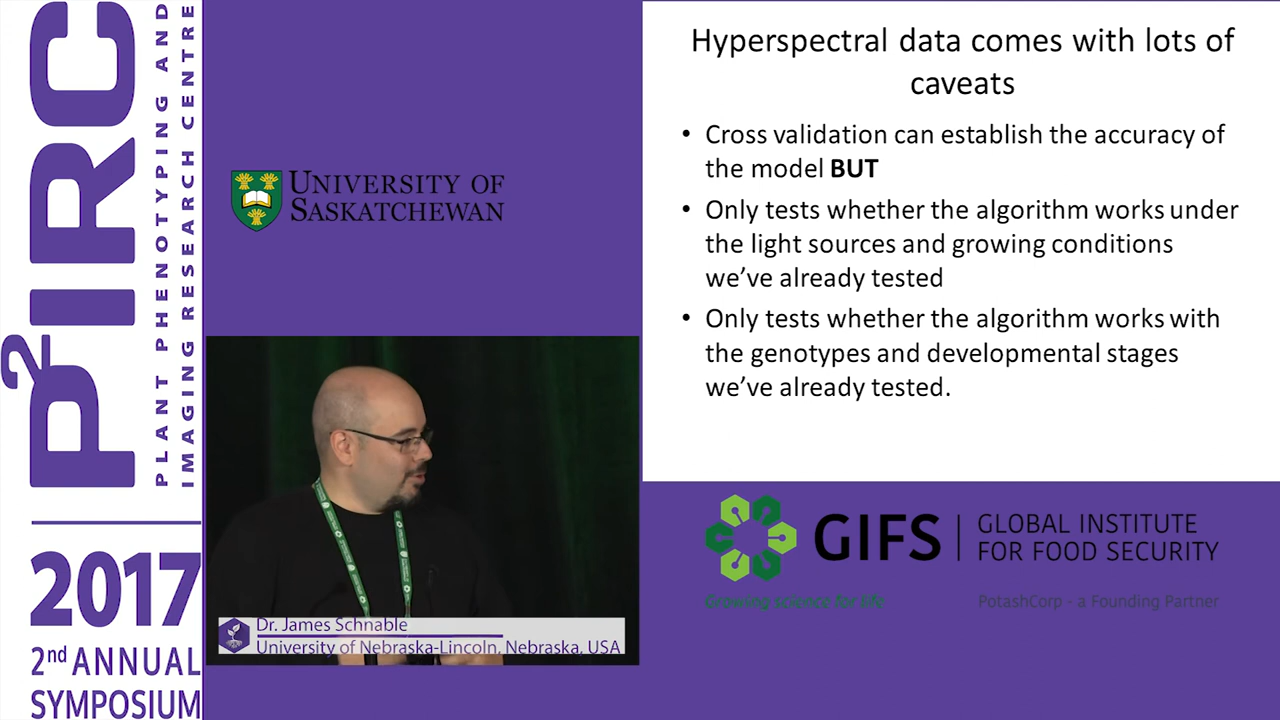 P²IRC
PLANT PHENOTYPING AND
IMAGING RESEARCH CENTRE
2017
2nd ANNUAL
SYMPOSIUM
UNIVERSITY OF
SASKATCHEWAN
Dr. James Schnable
University of Nebraska-Lincoln, Nebraska, USA
Hyperspectral data comes with lots of
caveats
• Cross validation can establish the accuracy of
the model BUT
• Only tests whether the algorithm works under
the light sources and growing conditions
we've already tested
• Only tests whether the algorithm works with
the genotypes and developmental stages
we've already tested.
GIFS
GLOBAL INSTITUTE
FOR FOOD SECURITY
Growing science for life
PotashCorp - a Founding Partner